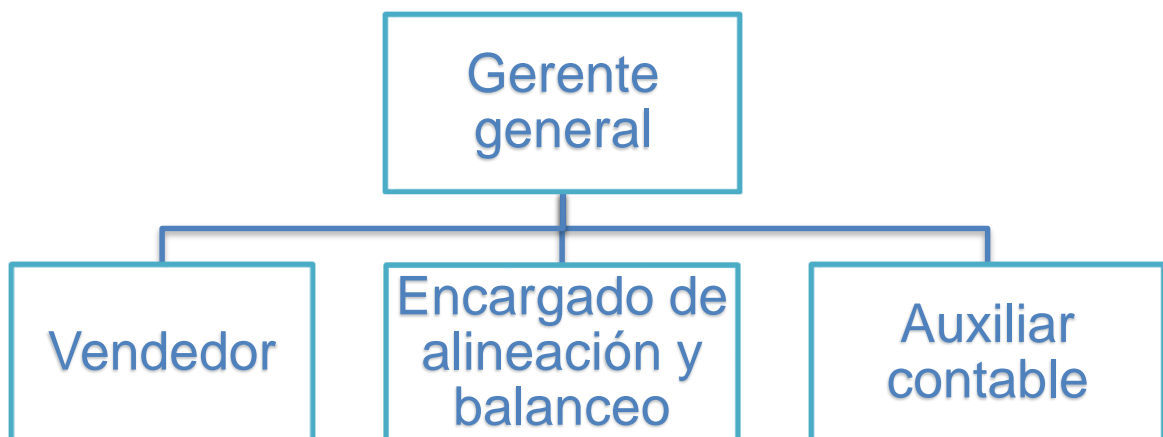 Gerente
general
Vendedor
Encargado de
alineación y
balanceo
Auxiliar
contable